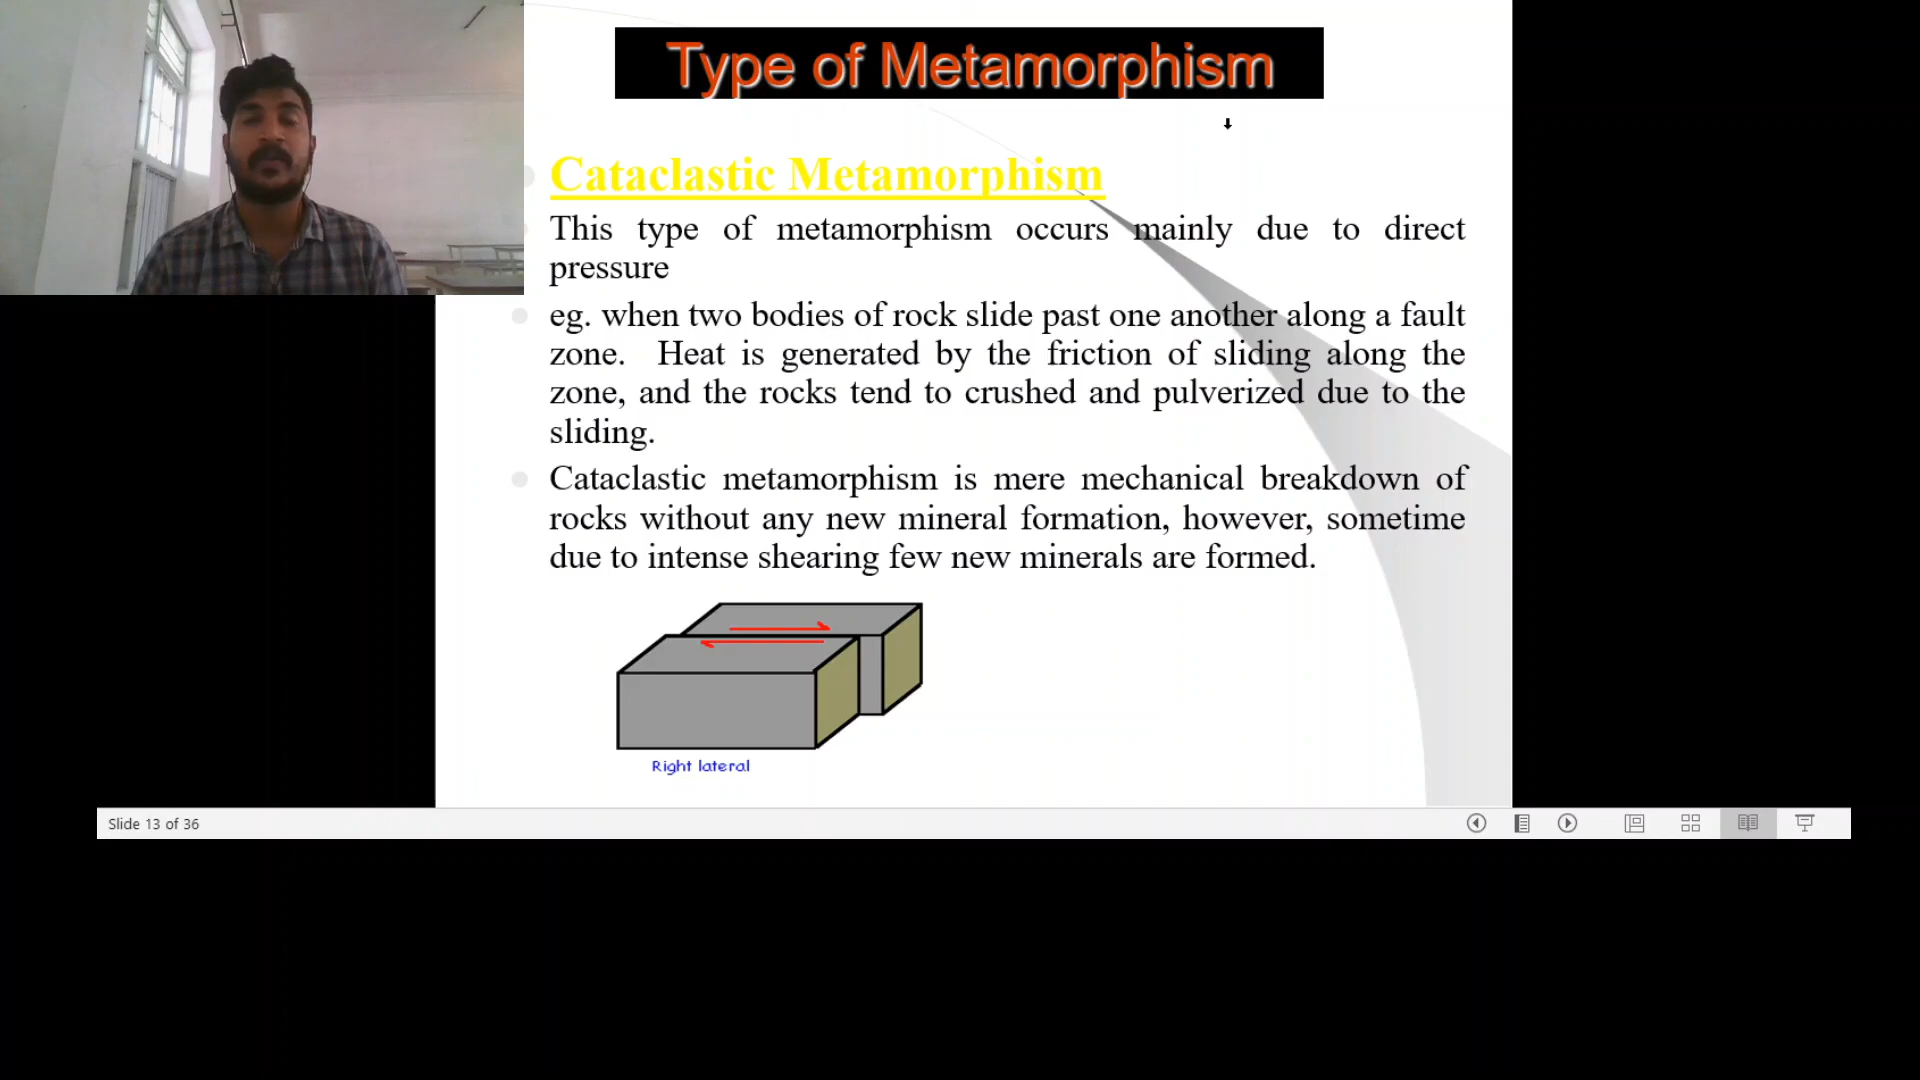 Type of Metamorphism
Cataclastic Metamorphism
This type of metamorphism occurs mainly due to direct
pressure
eg. when two bodies of rock slide past one another along a fault
zone. Heat is generated by the friction of sliding along the
zone, and the rocks tend to crushed and pulverized due to the
sliding.
Cataclastic metamorphism is mere mechanical breakdown of
rocks without any new mineral formation, however, sometime
due to intense shearing few new minerals are formed.
Right lateral
Slide 13 of 36